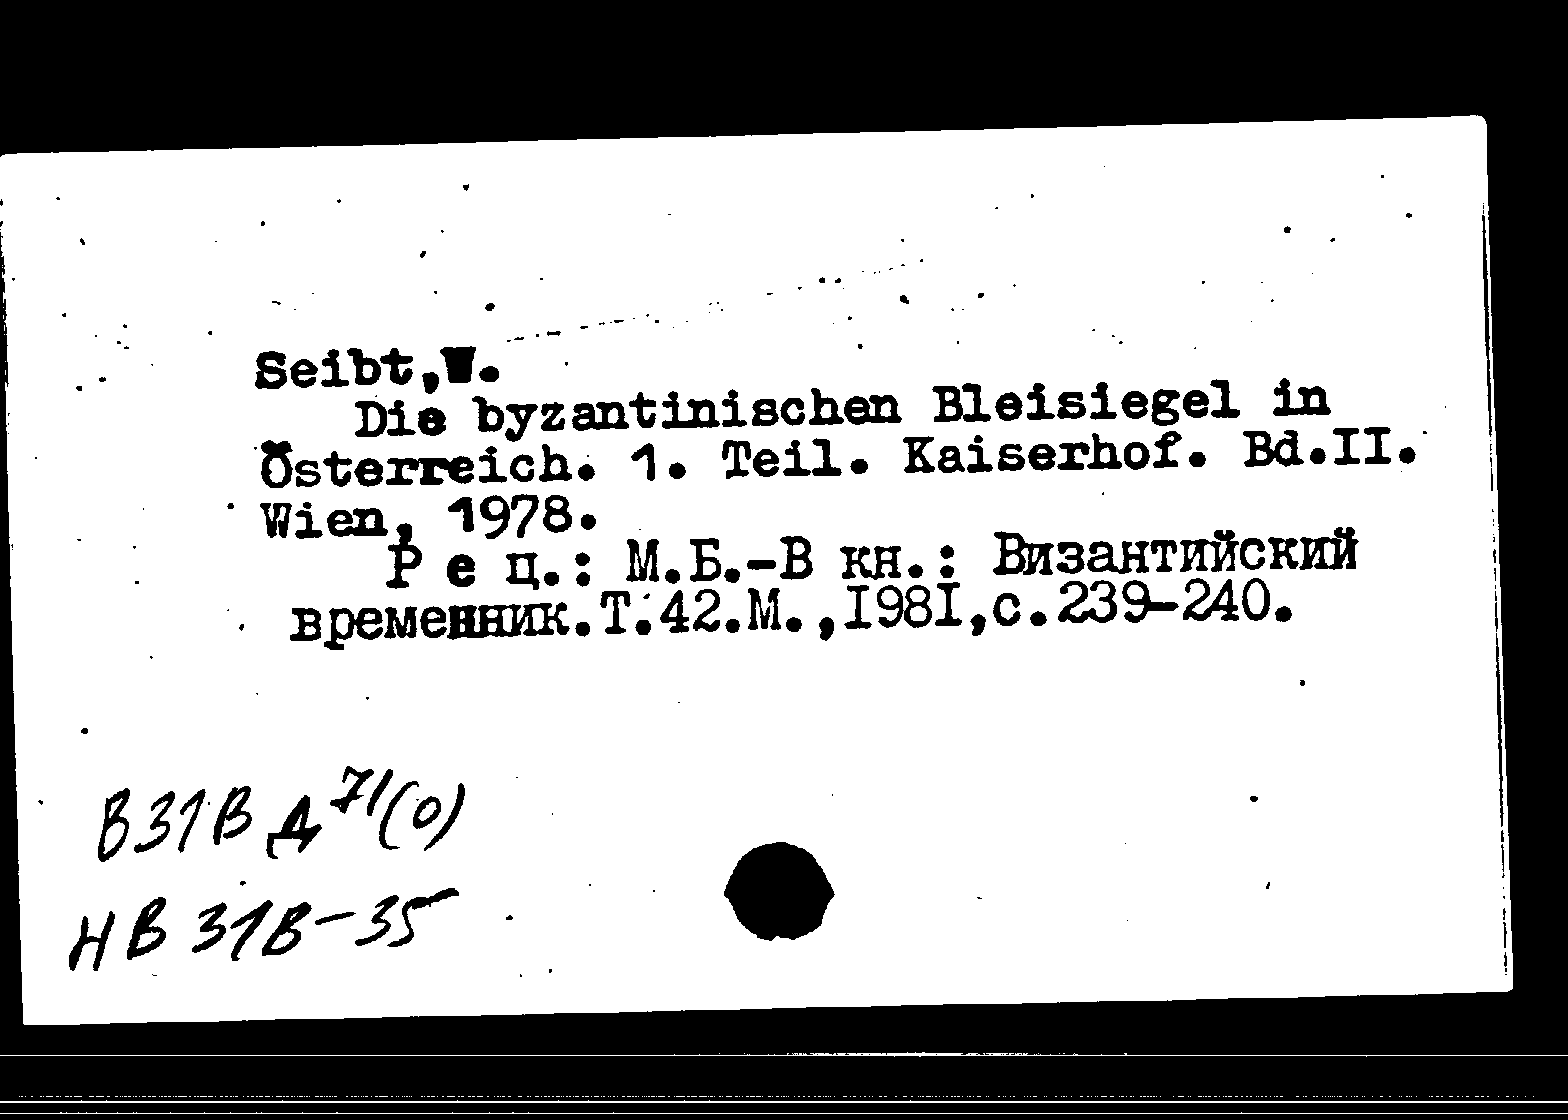 Seibt,W.
Die byzantinischen Bleisiegel in
Österreich. 1. Teil. Kaiserhof. Bd.II.
Wien, 1978.
Р е ц.: М.Б.-В кн.: Византийский
временник.Т.42.М.,I98I,с.239-240.
В31В Д71(0)
НВ 31В-35